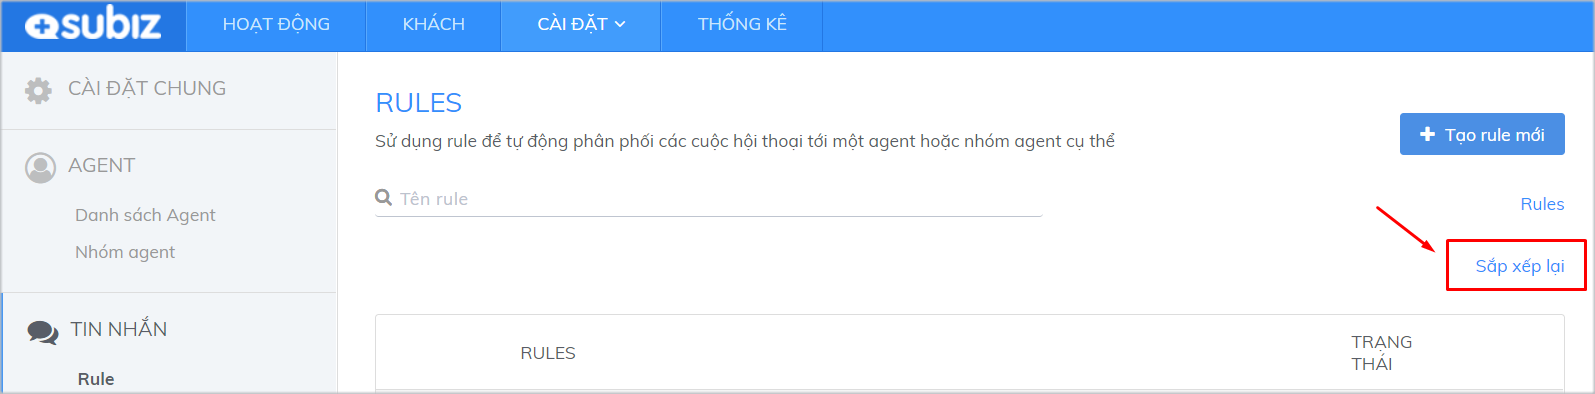 subiz
HOẠT ĐỘNG
KHÁCH
CÀI ĐẶT
THỐNG KÊ
CÀI ĐẶT CHUNG
AGENT
Danh sách Agent
Nhóm agent
TIN NHẮN
Rule
RULES
Sử dụng rule để tự động phân phối các cuộc hội thoại tới một agent hoặc nhóm agent cụ thể
Tạo rule mới
Tên rule
Rules
Sắp xếp lại
RULES
TRẠNG
THÁI